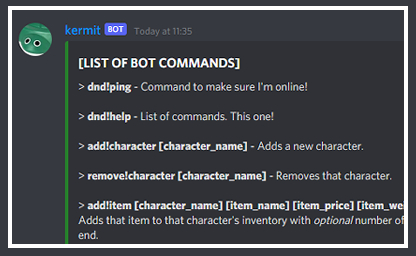 kermit BOT Today at 11:35
[LIST OF BOT COMMANDS]
> dnd!ping - Command to make sure I'm online!
> dnd!help - List of commands. This one!
> add!character [character_name] - Adds a new character.
> remove!character [character_name] - Removes that character.
> add!item [character_name] [item_name] [item_price] [item_we
Adds that item to that character's inventory with optional number of
end.